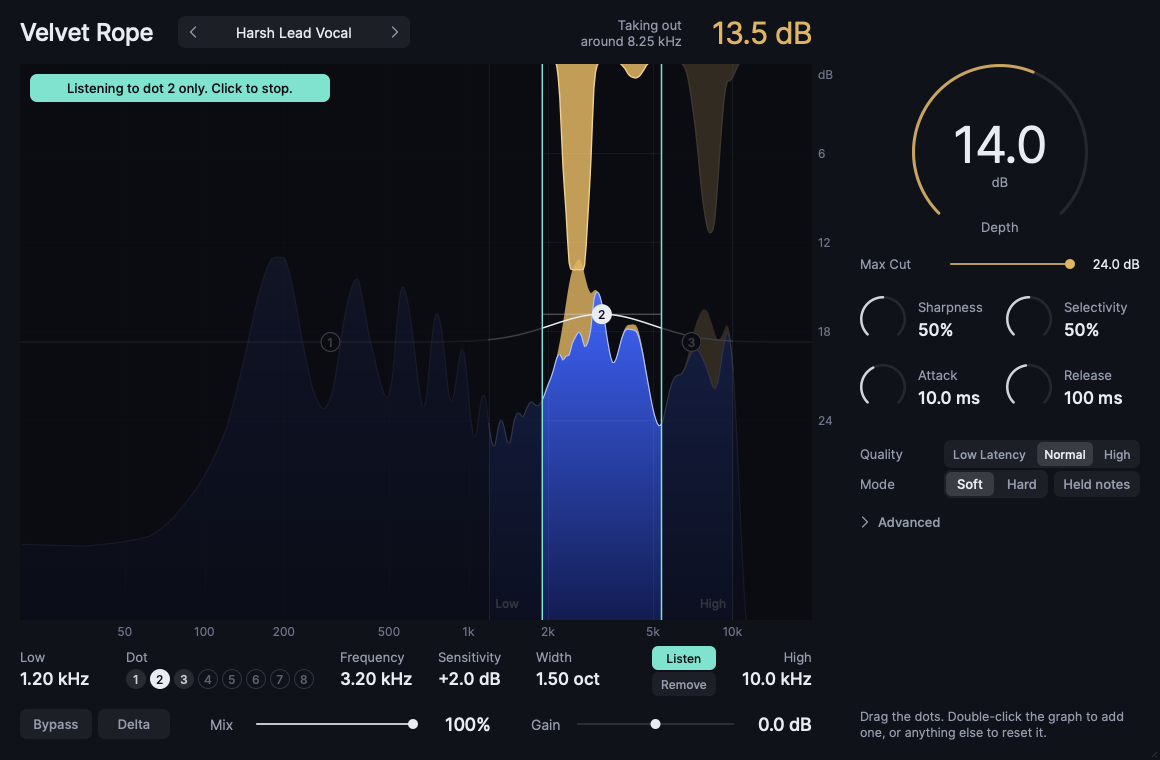 Velvet Rope
Harsh Lead Vocal
Taking out
around 8.25 kHz
13.5 dB
Listening to dot 2 only. Click to stop.
dB
6
12
18
24
1
2
3
Low
High
50
100
200
500
1k
2k
5k
10k
14.0
dB
Depth
Max Cut
24.0 dB
Sharpness
50%
Selectivity
50%
Attack
10.0 ms
Release
100 ms
Quality
Low Latency
Normal
High
Mode
Soft
Hard
Held notes
Advanced
Low
1.20 kHz
Dot
1 2 3 4 5 6 7 8
Frequency
3.20 kHz
Sensitivity
+2.0 dB
Width
1.50 oct
Listen
Remove
High
10.0 kHz
Bypass
Delta
Mix
100%
Gain
0.0 dB
Drag the dots. Double-click the graph to add
one, or anything else to reset it.